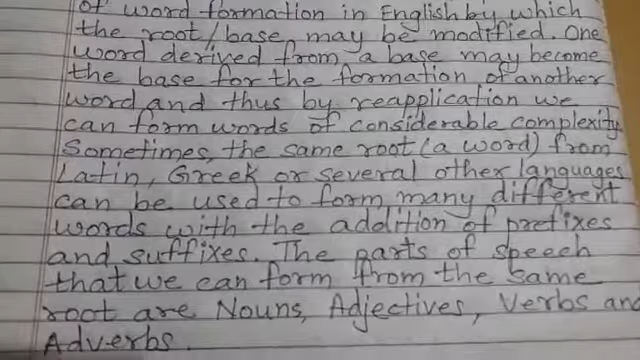 of word formation in English by which
the root/base may be modified. One
word derived from a base may become
the base for the formation of another
word and thus by reapplication we
can form words of considerable complexity.
Sometimes, the same root (a word) from
Latin, Greek or several other languages
can be used to form many different
words with the addition of prefixes
and suffixes. The parts of speech
that we can form from the same
root are Nouns, Adjectives, Verbs and
Adverbs.